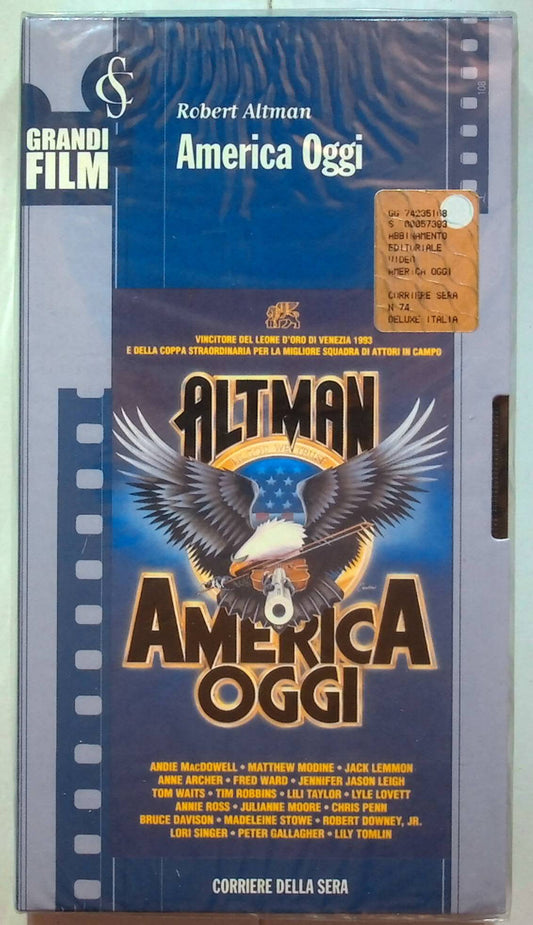 CS
GRANDI
FILM
Robert Altman
America Oggi
108
GG 74235108
S 00057393
ABBINAMENTO
EDITORIALE
VIDEO
AMERICA OGGI
CORRIERE SERA
N 74
DELUXE ITALIA
VINCITORE DEL LEONE D'ORO DI VENEZIA 1993
E DELLA COPPA STRAORDINARIA PER LA MIGLIORE SQUADRA DI ATTORI IN CAMPO
ALTMAN
AMERICA
OGGI
ANDIE MACDOWELL • MATTHEW MODINE • JACK LEMMON
ANNE ARCHER • FRED WARD • JENNIFER JASON LEIGH
TOM WAITS • TIM ROBBINS • LILI TAYLOR • LYLE LOVETT
ANNIE ROSS • JULIANNE MOORE • CHRIS PENN
BRUCE DAVISON • MADELEINE STOWE • ROBERT DOWNEY, JR.
LORI SINGER • PETER GALLAGHER • LILY TOMLIN
CORRIERE DELLA SERA